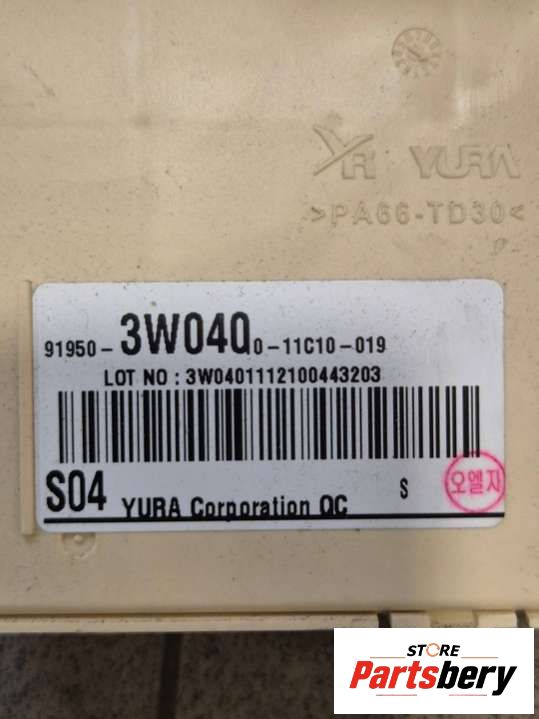 YURA
>PA66-TD30<
91950-3W040|0-11C10-019
LOT NO : 3W0401112100443203
S04 YURA Corporation QC S
오엘지
STORE
Partsbery